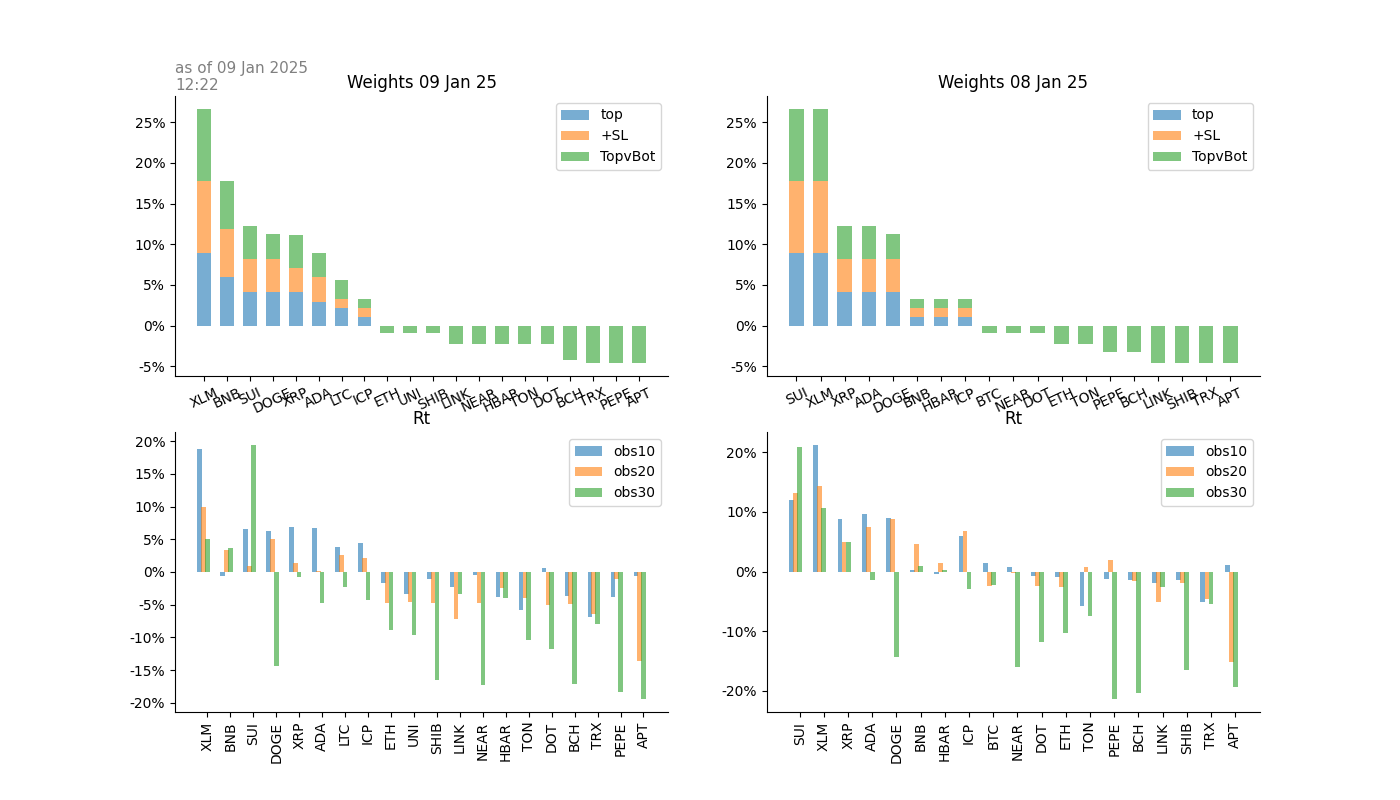 as of 09 Jan 2025
12:22
Weights 09 Jan 25
25%
20%
15%
10%
5%
0%
-5%
top
+SL
TopvBot
XLM BNB SUI DOGE XRP ADA LTC ICP ETH UNI SHIB LINK NEAR HBAR TON DOT BCH TRX PEPE APT
Weights 08 Jan 25
25%
20%
15%
10%
5%
0%
-5%
top
+SL
TopvBot
SUI XLM XRP ADA DOGE BNB HBAR ICP BTC NEAR DOT ETH TON PEPE BCH LINK SHIB TRX APT
Rt
20%
15%
10%
5%
0%
-5%
-10%
-15%
-20%
obs10
obs20
obs30
XLM BNB SUI DOGE XRP ADA LTC ICP ETH UNI SHIB LINK NEAR HBAR TON DOT BCH TRX PEPE APT
Rt
20%
10%
0%
-10%
-20%
obs10
obs20
obs30
SUI XLM XRP ADA DOGE BNB HBAR ICP BTC NEAR DOT ETH TON PEPE BCH LINK SHIB TRX APT